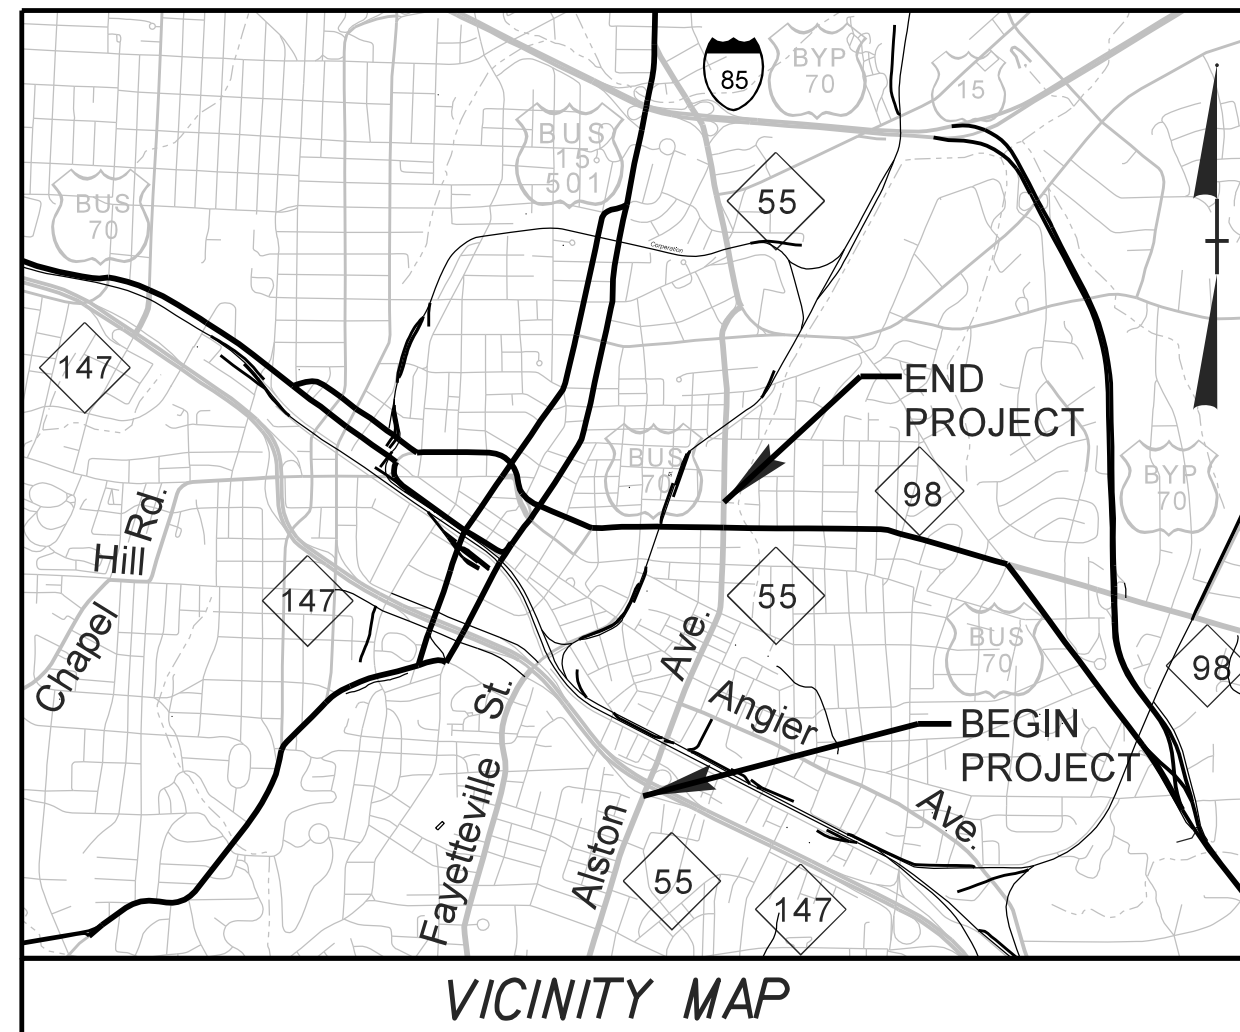 BYP
70
85
15
BUS
15
501
55
BUS
70
Corporation
147
END
PROJECT
BUS
70
98
BYP
70
Hill Rd.
Chapel
147
55
BUS
70
98
Ave.
St.
Angier
BEGIN
PROJECT
Ave.
Fayetteville
Alston
55
147
VICINITY MAP